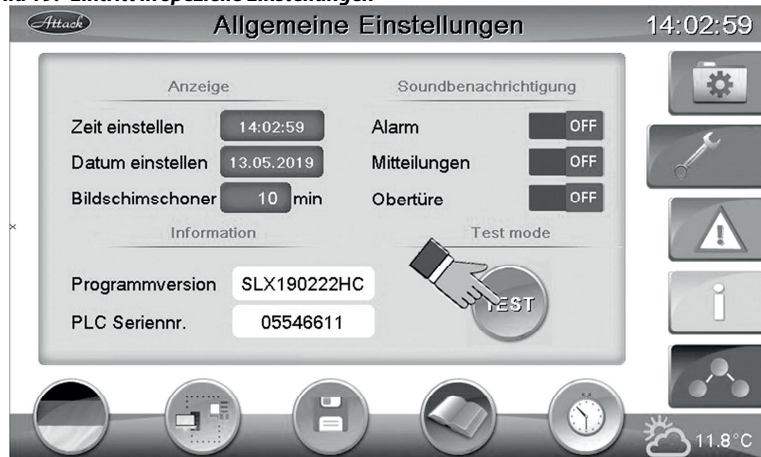 Attack
Allgemeine Einstellungen
14:02:59
Anzeige
Soundbenachrichtigung
Zeit einstellen
14:02:59
Alarm
OFF
Datum einstellen
13.05.2019
Mitteilungen
OFF
Bildschimschoner
10
min
Obertüre
OFF
Information
Test mode
Programmversion
SLX190222HC
TEST
PLC Seriennr.
05546611
11.8°C